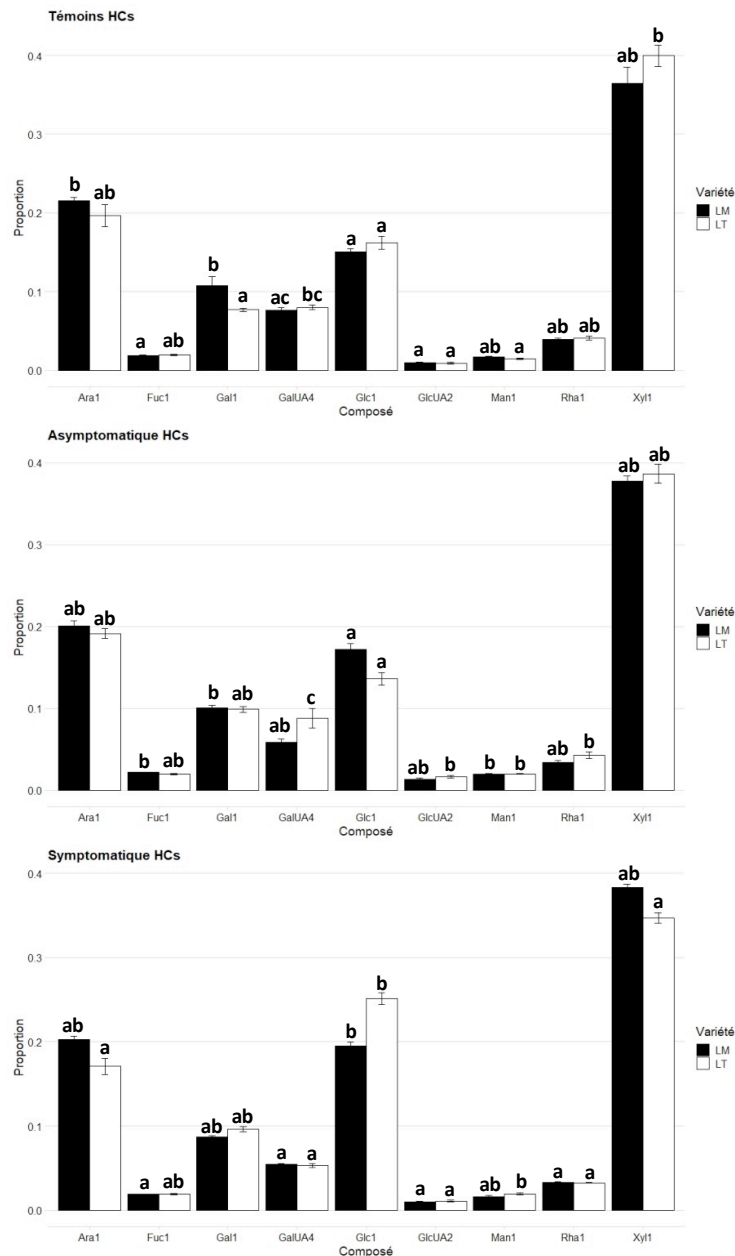 Témoins HCs
0.4
0.3
0.2
0.1
0.0
Proportion
b ab
a ab
b a
ac bc
a a
a a
ab a
ab ab
ab b
Ara1 Fuc1 Gal1 GalUA4 Glc1 GlcUA2 Man1 Rha1 Xyl1
Composé
Variété
LM
LT
Asymptomatique HCs
0.4
0.3
0.2
0.1
0.0
Proportion
ab ab
b ab
b ab
ab c
a a
ab b
b b
ab b
ab ab
Ara1 Fuc1 Gal1 GalUA4 Glc1 GlcUA2 Man1 Rha1 Xyl1
Composé
Variété
LM
LT
Symptomatique HCs
0.4
0.3
0.2
0.1
0.0
Proportion
ab a
a ab
ab ab
a a
b b
a a
ab b
a a
ab a
Ara1 Fuc1 Gal1 GalUA4 Glc1 GlcUA2 Man1 Rha1 Xyl1
Composé
Variété
LM
LT